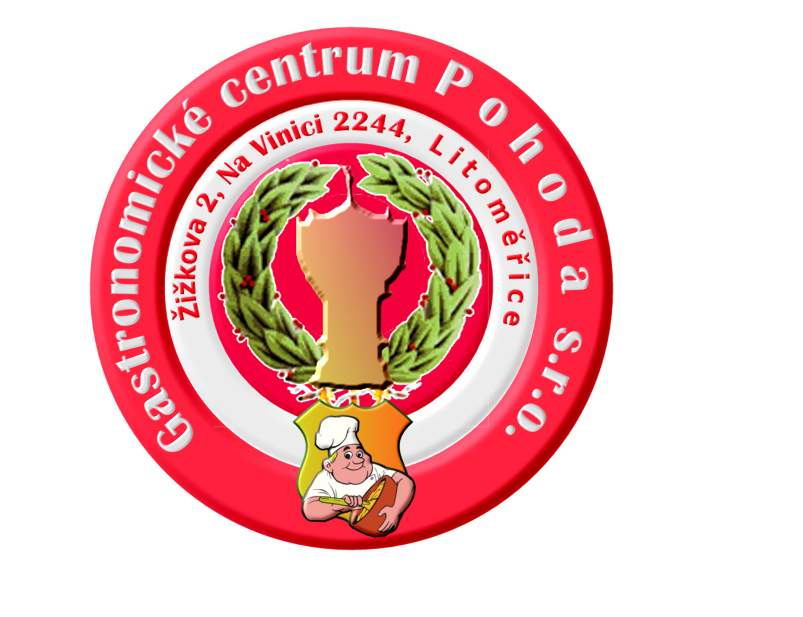 Gastronomické centrum Pohoda s.r.o.
Žižkova 2, Na Vinici 2244, Litoměřice